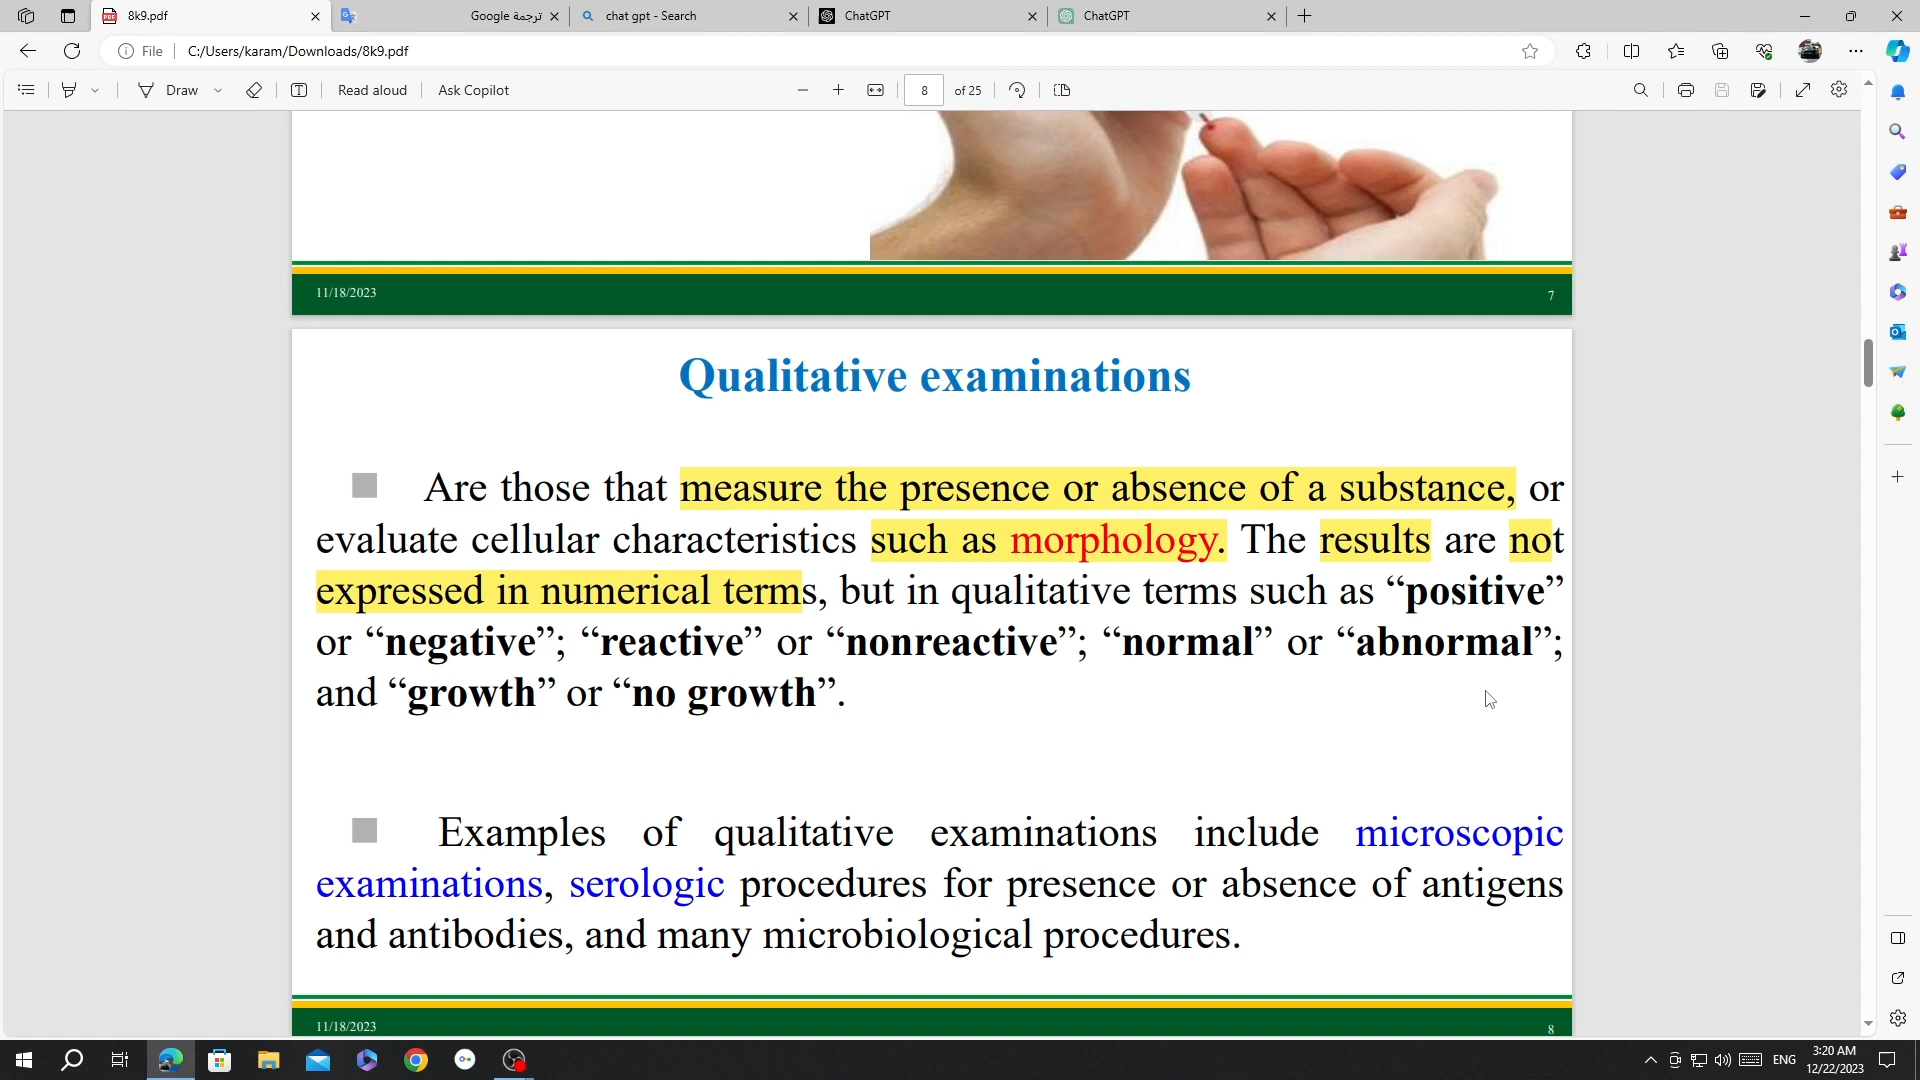 8k9.pdf
ترجمة Google
chat gpt - Search
ChatGPT
ChatGPT
File
C:/Users/karam/Downloads/8k9.pdf
Draw
Read aloud
Ask Copilot
8
of 25
11/18/2023
7
Qualitative examinations
Are those that measure the presence or absence of a substance, or
evaluate cellular characteristics such as morphology. The results are not
expressed in numerical terms, but in qualitative terms such as “positive”
or “negative”; “reactive” or “nonreactive”; “normal” or “abnormal”;
and “growth” or “no growth”.
Examples of qualitative examinations include microscopic
examinations, serologic procedures for presence or absence of antigens
and antibodies, and many microbiological procedures.
11/18/2023
8
ENG
3:20 AM
12/22/2023